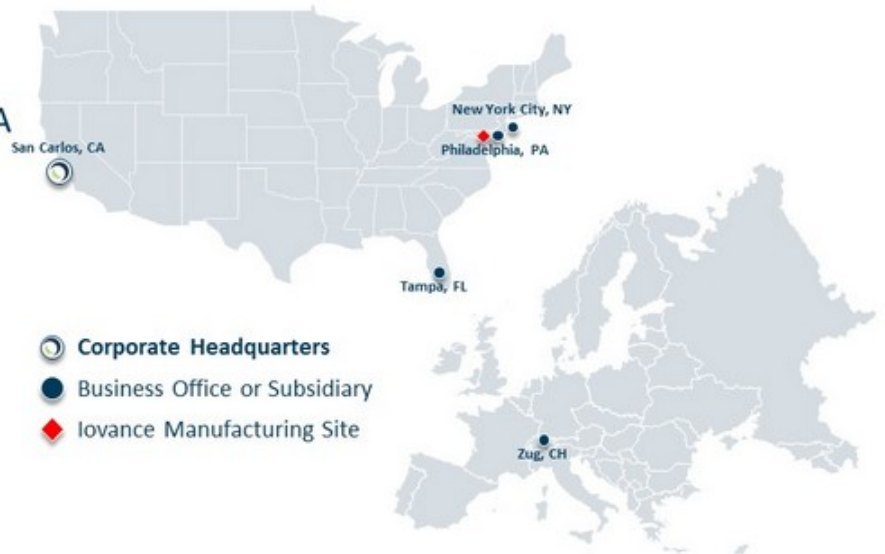 A
New York City, NY
San Carlos, CA
Philadelphia, PA
Tampa, FL
Corporate Headquarters
Business Office or Subsidiary
Iovance Manufacturing Site
Zug, CH